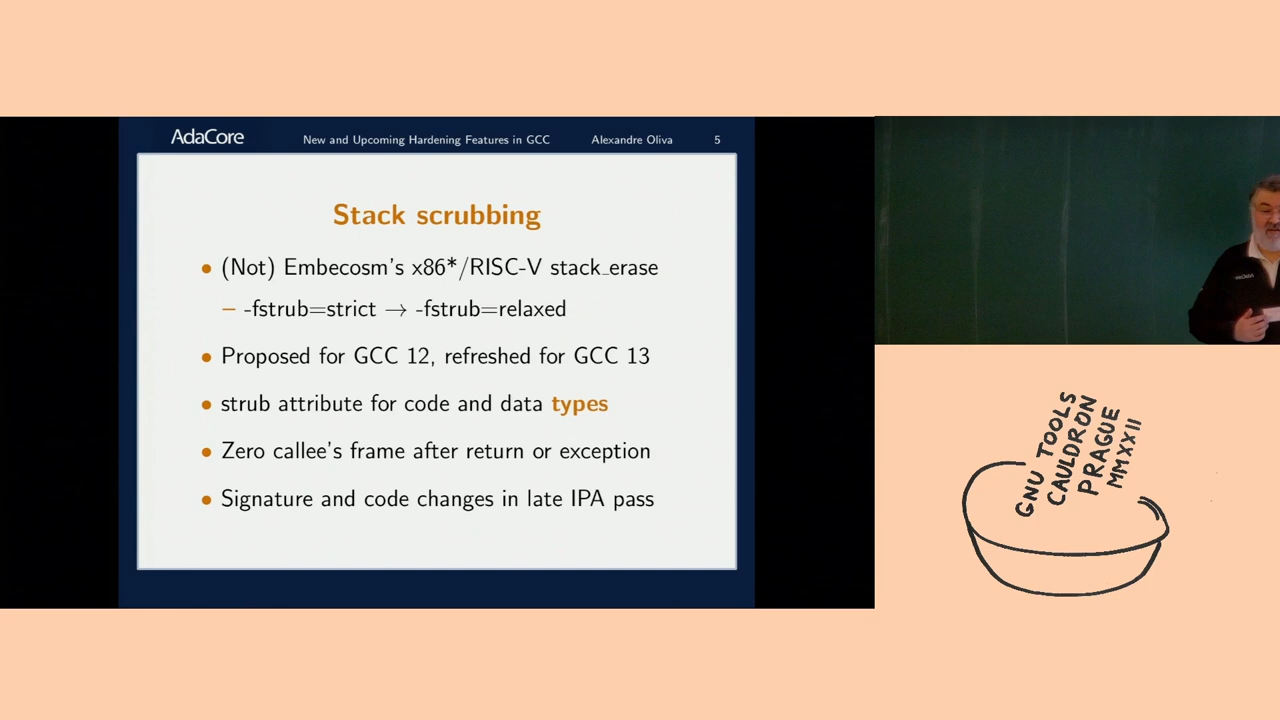 AdaCore New and Upcoming Hardening Features in GCC Alexandre Oliva 5
Stack scrubbing
• (Not) Embecosm's x86*/RISC-V stack_erase
– -fstrub=strict → -fstrub=relaxed
• Proposed for GCC 12, refreshed for GCC 13
• strub attribute for code and data types
• Zero callee's frame after return or exception
• Signature and code changes in late IPA pass
GNU TOOLS
CAULDRON
PRAGUE
MMXXII